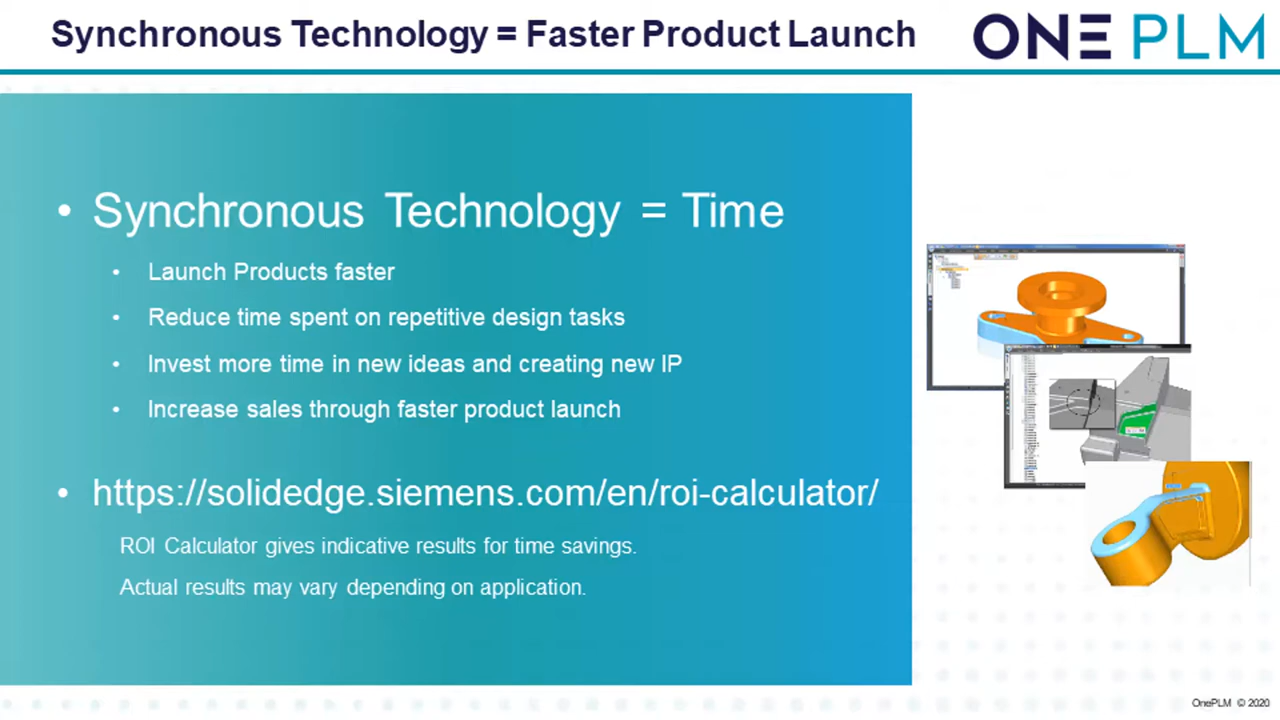 Synchronous Technology = Faster Product Launch
ONE PLM
• Synchronous Technology = Time
• Launch Products faster
• Reduce time spent on repetitive design tasks
• Invest more time in new ideas and creating new IP
• Increase sales through faster product launch
• https://solidedge.siemens.com/en/roi-calculator/
ROI Calculator gives indicative results for time savings.
Actual results may vary depending on application.
OnePLM © 2020